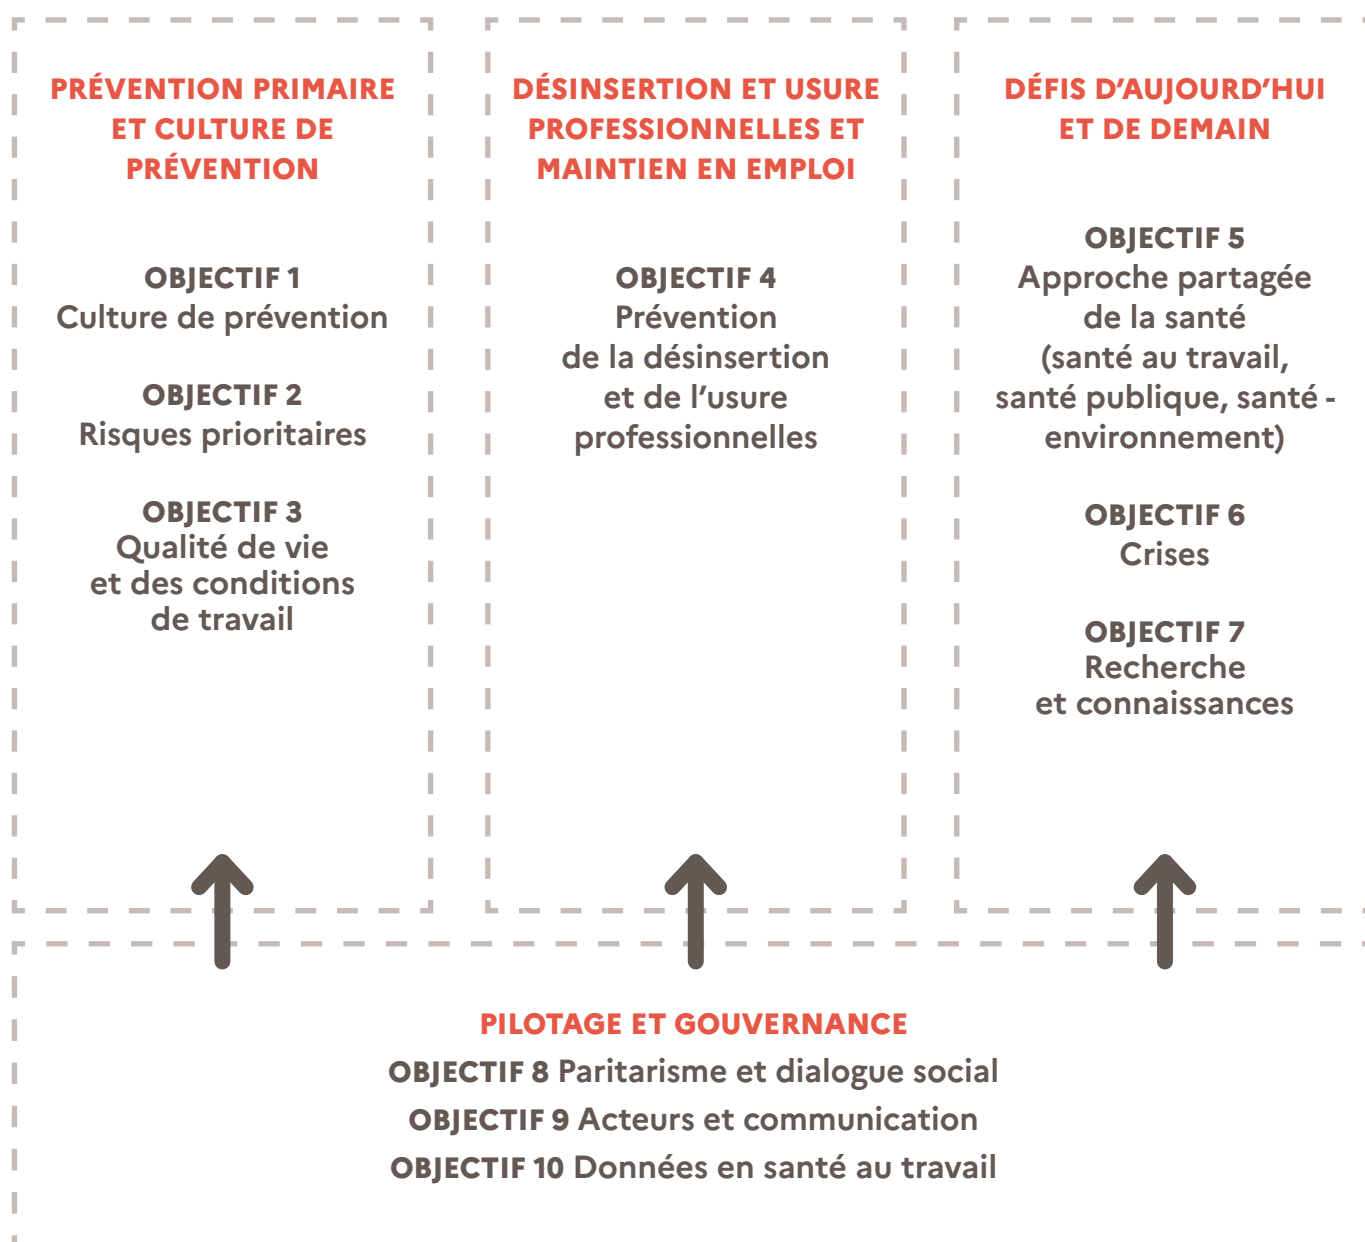 PRÉVENTION PRIMAIRE
ET CULTURE DE
PRÉVENTION
OBJECTIF 1
Culture de prévention
OBJECTIF 2
Risques prioritaires
OBJECTIF 3
Qualité de vie
et des conditions
de travail
DÉSINSERTION ET USURE
PROFESSIONNELLES ET
MAINTIEN EN EMPLOI
OBJECTIF 4
Prévention
de la désinsertion
et de l’usure
professionnelles
DÉFIS D’AUJOURD’HUI
ET DE DEMAIN
OBJECTIF 5
Approche partagée
de la santé
(santé au travail,
santé publique, santé -
environnement)
OBJECTIF 6
Crises
OBJECTIF 7
Recherche
et connaissances
PILOTAGE ET GOUVERNANCE
OBJECTIF 8 Paritarisme et dialogue social
OBJECTIF 9 Acteurs et communication
OBJECTIF 10 Données en santé au travail